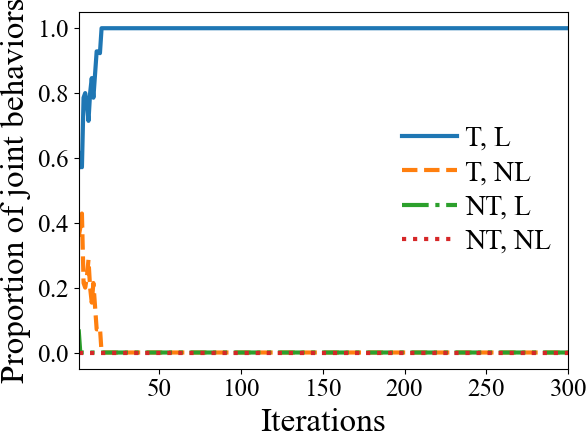 Proportion of joint behaviors
1.0
0.8
0.6
0.4
0.2
0.0
T, L
T, NL
NT, L
NT, NL
50 100 150 200 250 300
Iterations